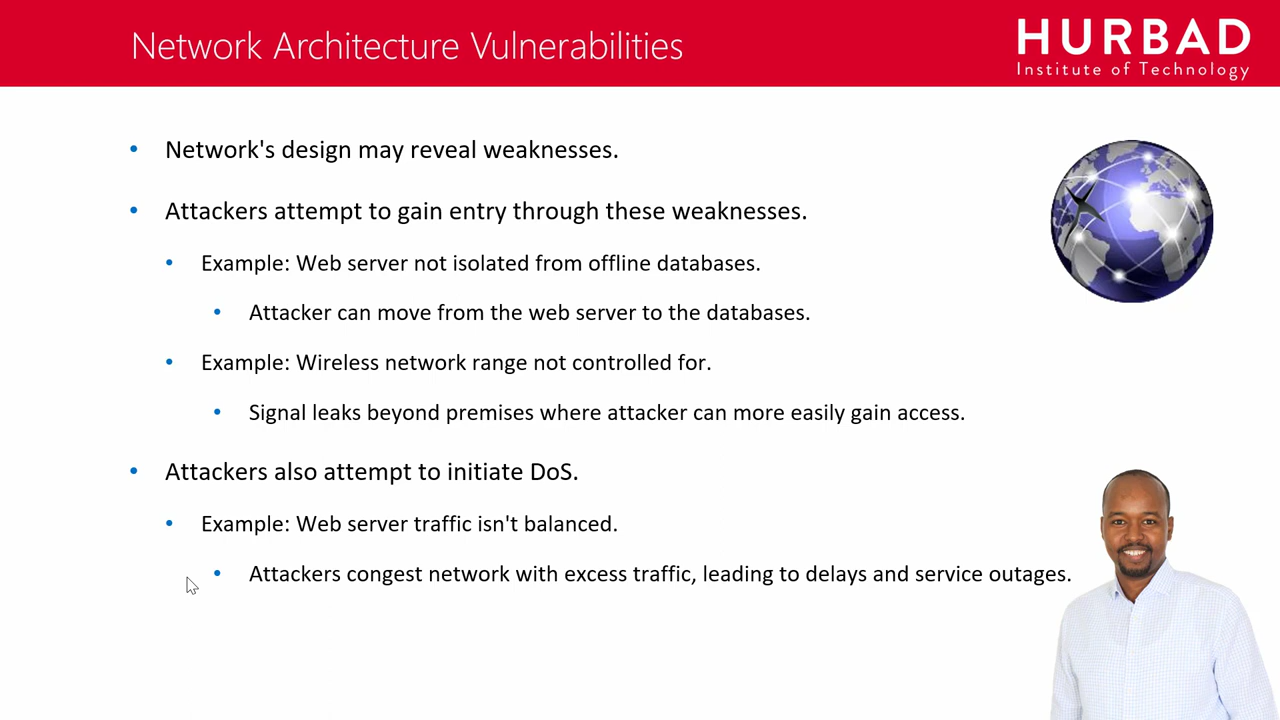 Network Architecture Vulnerabilities
HURBAD
Institute of Technology
• Network's design may reveal weaknesses.
• Attackers attempt to gain entry through these weaknesses.
• Example: Web server not isolated from offline databases.
• Attacker can move from the web server to the databases.
• Example: Wireless network range not controlled for.
• Signal leaks beyond premises where attacker can more easily gain access.
• Attackers also attempt to initiate DoS.
• Example: Web server traffic isn't balanced.
• Attackers congest network with excess traffic, leading to delays and service outages.